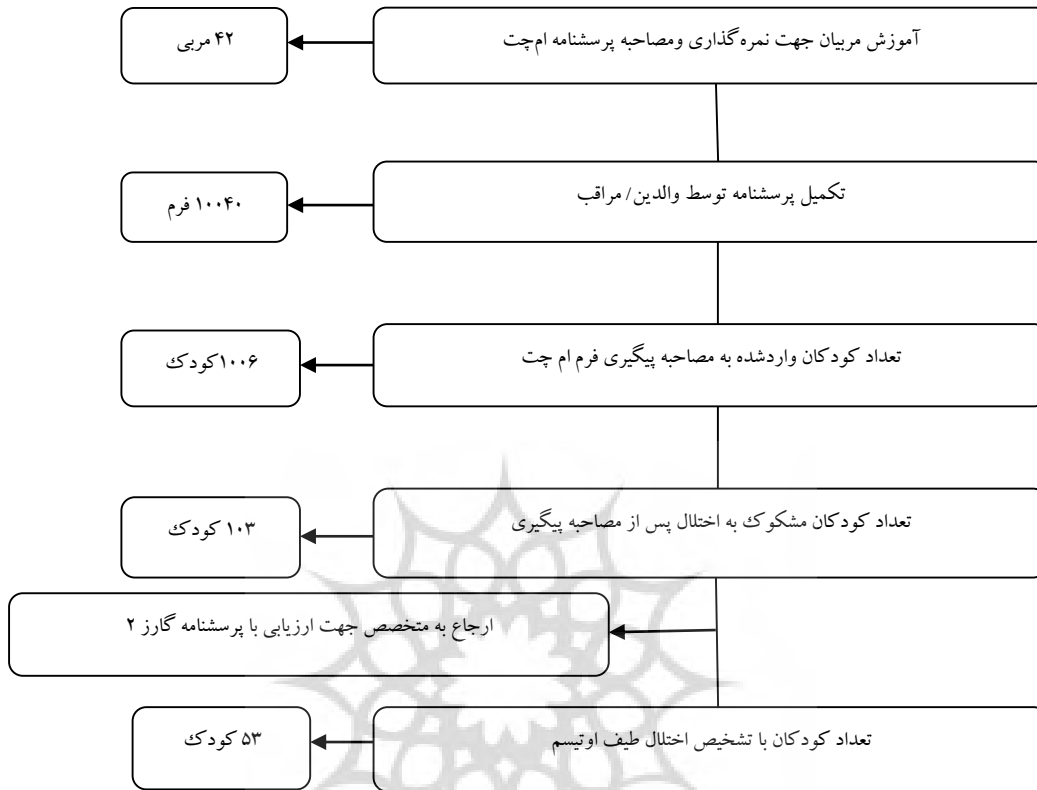 آموزش مربیان جهت نمره گذاری ومصاحبه پرسشنامه ام‌چت
۴۲ مربی
تکمیل پرسشنامه توسط والدین/ مراقب
۱۰۰۴۰ فرم
تعداد کودکان واردشده به مصاحبه پیگیری فرم ام چت
۱۰۰۶کودک
تعداد کودکان مشکوک به اختلال پس از مصاحبه پیگیری
۱۰۳ کودک
ارجاع به متخصص جهت ارزیابی با پرسشنامه گارز ۲
تعداد کودکان با تشخیص اختلال طیف اوتیسم
۵۳ کودک